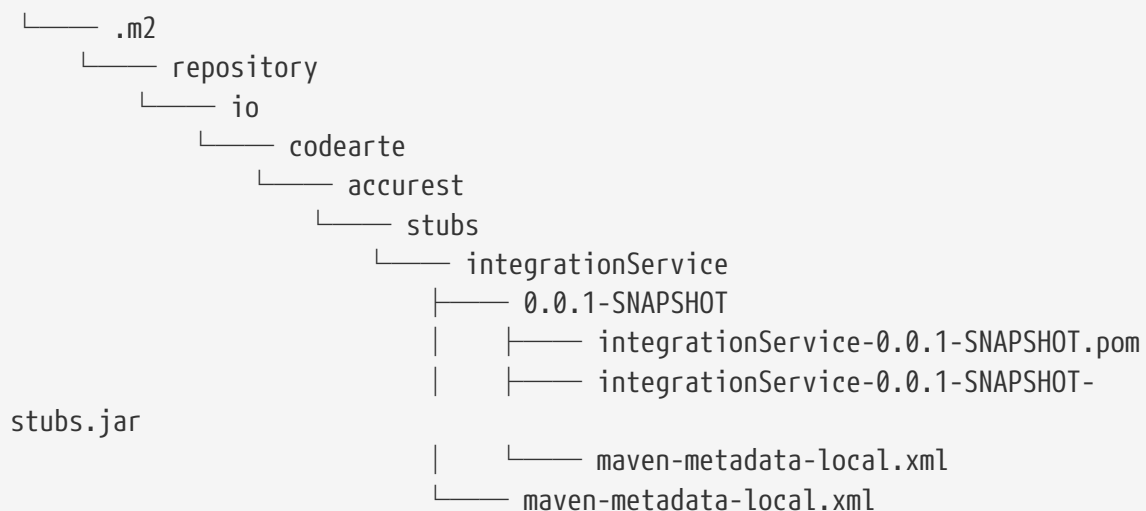 └── .m2
└── repository
└── io
└── codearte
└── accurest
└── stubs
└── integrationService
├── 0.0.1-SNAPSHOT
│ ├── integrationService-0.0.1-SNAPSHOT.pom
│ ├── integrationService-0.0.1-SNAPSHOT-
stubs.jar
│ └── maven-metadata-local.xml
└── maven-metadata-local.xml